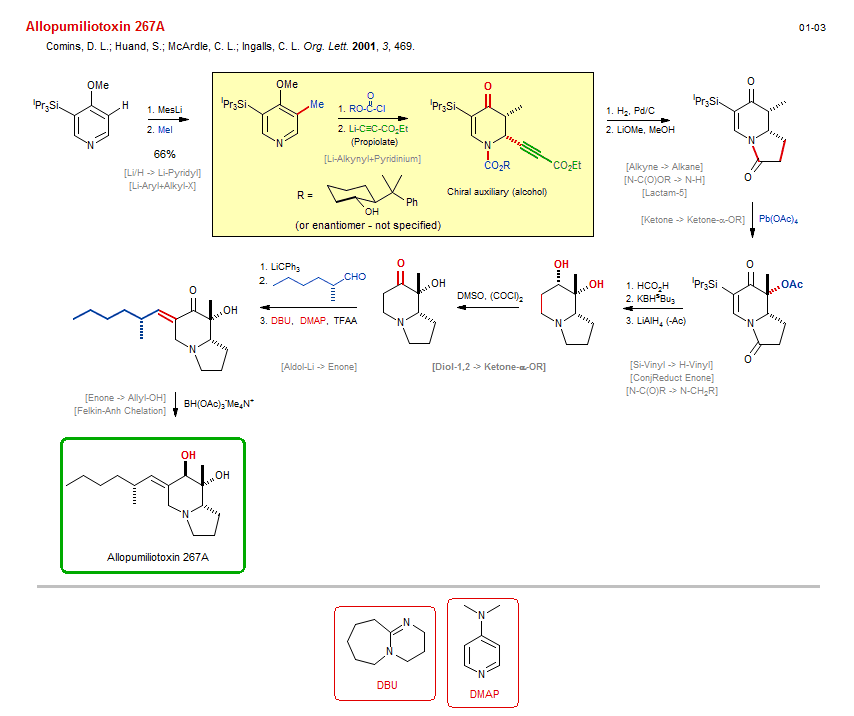 Allopumiliotoxin 267A
01-03
Comins, D. L.; Huand, S.; McArdle, C. L.; Ingalls, C. L. Org. Lett. 2001, 3, 469.
OMe
iPr3Si
H
N
1. MesLi
2. MeI
66%
[Li/H -> Li-Pyridyl]
[Li-Aryl+Alkyl-X]
OMe
iPr3Si
Me
N
O
1. RO-C-Cl
2. Li-C≡C-CO2Et
(Propiolate)
[Li-Alkynyl+Pyridinium]
O
iPr3Si
N
CO2R
CO2Et
Chiral auxiliary (alcohol)
R =
OH
Ph
(or enantiomer - not specified)
1. H2, Pd/C
2. LiOMe, MeOH
[Alkyne -> Alkane]
[N-C(O)OR -> N-H]
[Lactam-5]
O
iPr3Si
N
O
[Ketone -> Ketone-α-OR]
Pb(OAc)4
O
iPr3Si
OAc
N
O
1. HCO2H
2. KBHsBu3
3. LiAlH4 (-Ac)
[Si-Vinyl -> H-Vinyl]
[ConjReduct Enone]
[N-C(O)R -> N-CH2R]
OH
OH
N
DMSO, (COCl)2
[Diol-1,2 -> Ketone-α-OR]
O
OH
N
1. LiCPh3
2.
CHO
3. DBU, DMAP, TFAA
[Aldol-Li -> Enone]
O
OH
N
[Enone -> Allyl-OH]
[Felkin-Anh Chelation]
BH(OAc)3-Me4N+
OH
OH
N
Allopumiliotoxin 267A
N
N
DBU
N
N
DMAP